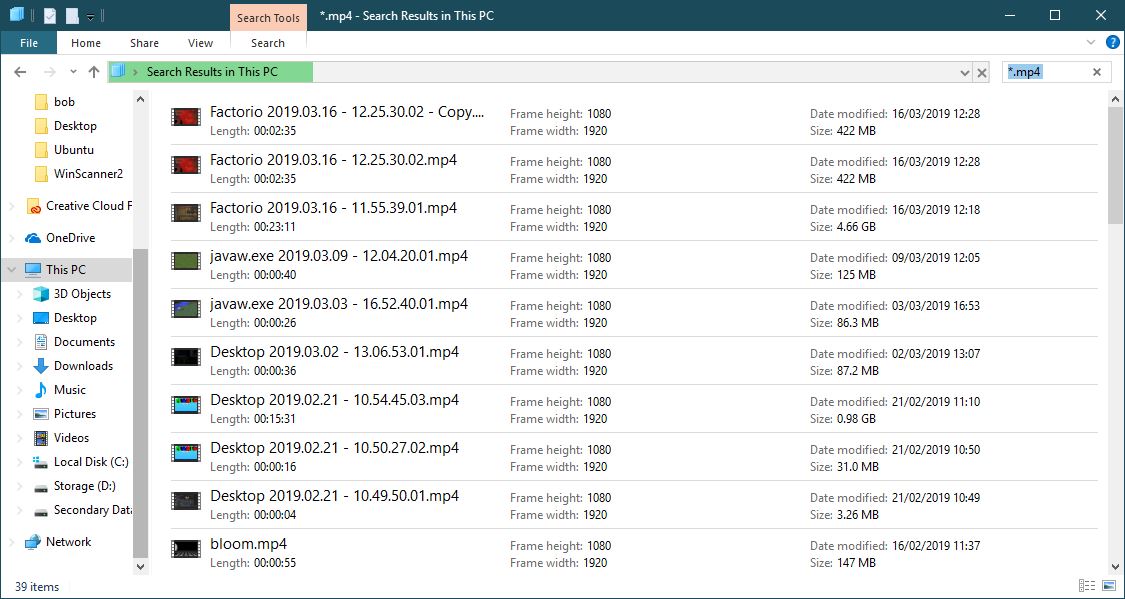 Search Tools
*.mp4 - Search Results in This PC
File Home Share View Search
Search Results in This PC
*.mp4
bob
Desktop
Ubuntu
WinScanner2
Creative Cloud F
OneDrive
This PC
3D Objects
Desktop
Documents
Downloads
Music
Pictures
Videos
Local Disk (C:)
Storage (D:)
Secondary Data
Network
Factorio 2019.03.16 - 12.25.30.02 - Copy.... Frame height: 1080 Date modified: 16/03/2019 12:28
Length: 00:02:35 Frame width: 1920 Size: 422 MB
Factorio 2019.03.16 - 12.25.30.02.mp4 Frame height: 1080 Date modified: 16/03/2019 12:28
Length: 00:02:35 Frame width: 1920 Size: 422 MB
Factorio 2019.03.16 - 11.55.39.01.mp4 Frame height: 1080 Date modified: 16/03/2019 12:18
Length: 00:23:11 Frame width: 1920 Size: 4.66 GB
javaw.exe 2019.03.09 - 12.04.20.01.mp4 Frame height: 1080 Date modified: 09/03/2019 12:05
Length: 00:00:40 Frame width: 1920 Size: 125 MB
javaw.exe 2019.03.03 - 16.52.40.01.mp4 Frame height: 1080 Date modified: 03/03/2019 16:53
Length: 00:00:26 Frame width: 1920 Size: 86.3 MB
Desktop 2019.03.02 - 13.06.53.01.mp4 Frame height: 1080 Date modified: 02/03/2019 13:07
Length: 00:00:36 Frame width: 1920 Size: 87.2 MB
Desktop 2019.02.21 - 10.54.45.03.mp4 Frame height: 1080 Date modified: 21/02/2019 11:10
Length: 00:15:31 Frame width: 1920 Size: 0.98 GB
Desktop 2019.02.21 - 10.50.27.02.mp4 Frame height: 1080 Date modified: 21/02/2019 10:50
Length: 00:00:16 Frame width: 1920 Size: 31.0 MB
Desktop 2019.02.21 - 10.49.50.01.mp4 Frame height: 1080 Date modified: 21/02/2019 10:49
Length: 00:00:04 Frame width: 1920 Size: 3.26 MB
bloom.mp4 Frame height: 1080 Date modified: 16/02/2019 11:37
Length: 00:00:55 Frame width: 1920 Size: 147 MB
39 items